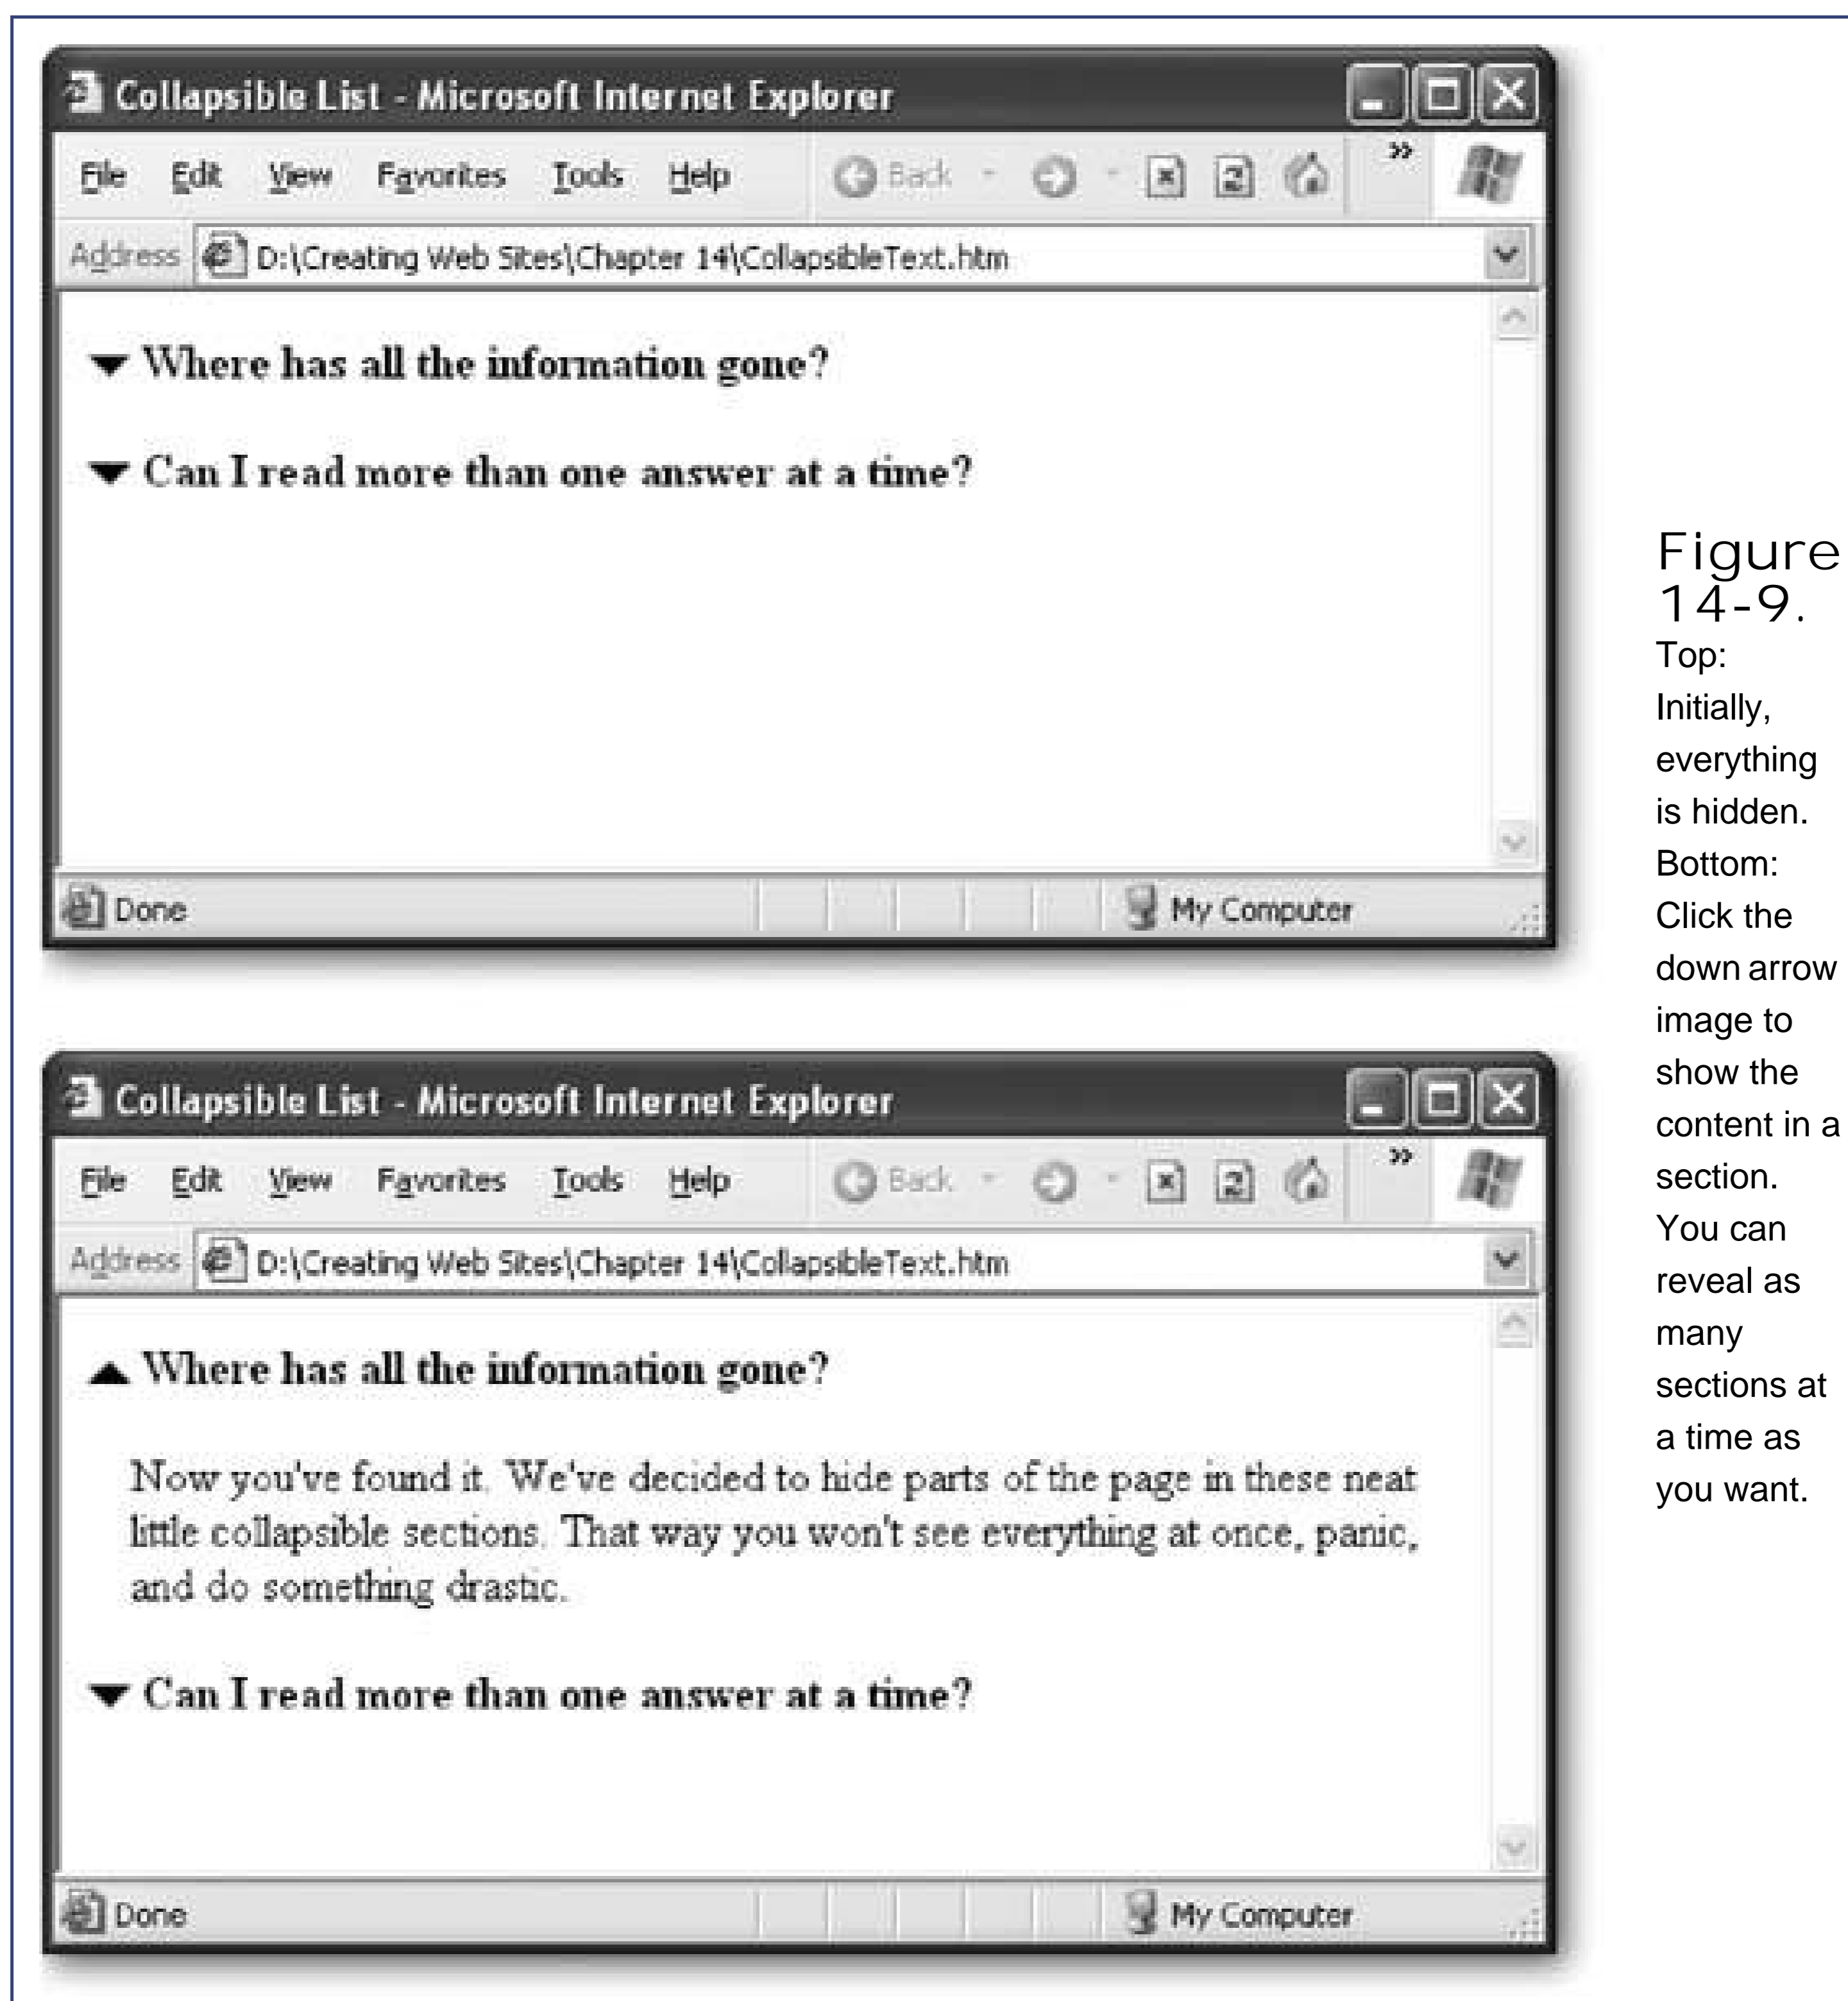 Collapsible List - Microsoft Internet Explorer
File Edit View Favorites Tools Help Back »
Address D:\Creating Web Sites\Chapter 14\CollapsibleText.htm
Where has all the information gone?
Can I read more than one answer at a time?
Done My Computer
Collapsible List - Microsoft Internet Explorer
File Edit View Favorites Tools Help Back »
Address D:\Creating Web Sites\Chapter 14\CollapsibleText.htm
Where has all the information gone?
Now you've found it. We've decided to hide parts of the page in these neat
little collapsible sections. That way you won't see everything at once, panic,
and do something drastic.
Can I read more than one answer at a time?
Done My Computer
Figure
14-9.
Top:
Initially,
everything
is hidden.
Bottom:
Click the
down arrow
image to
show the
content in a
section.
You can
reveal as
many
sections at
a time as
you want.